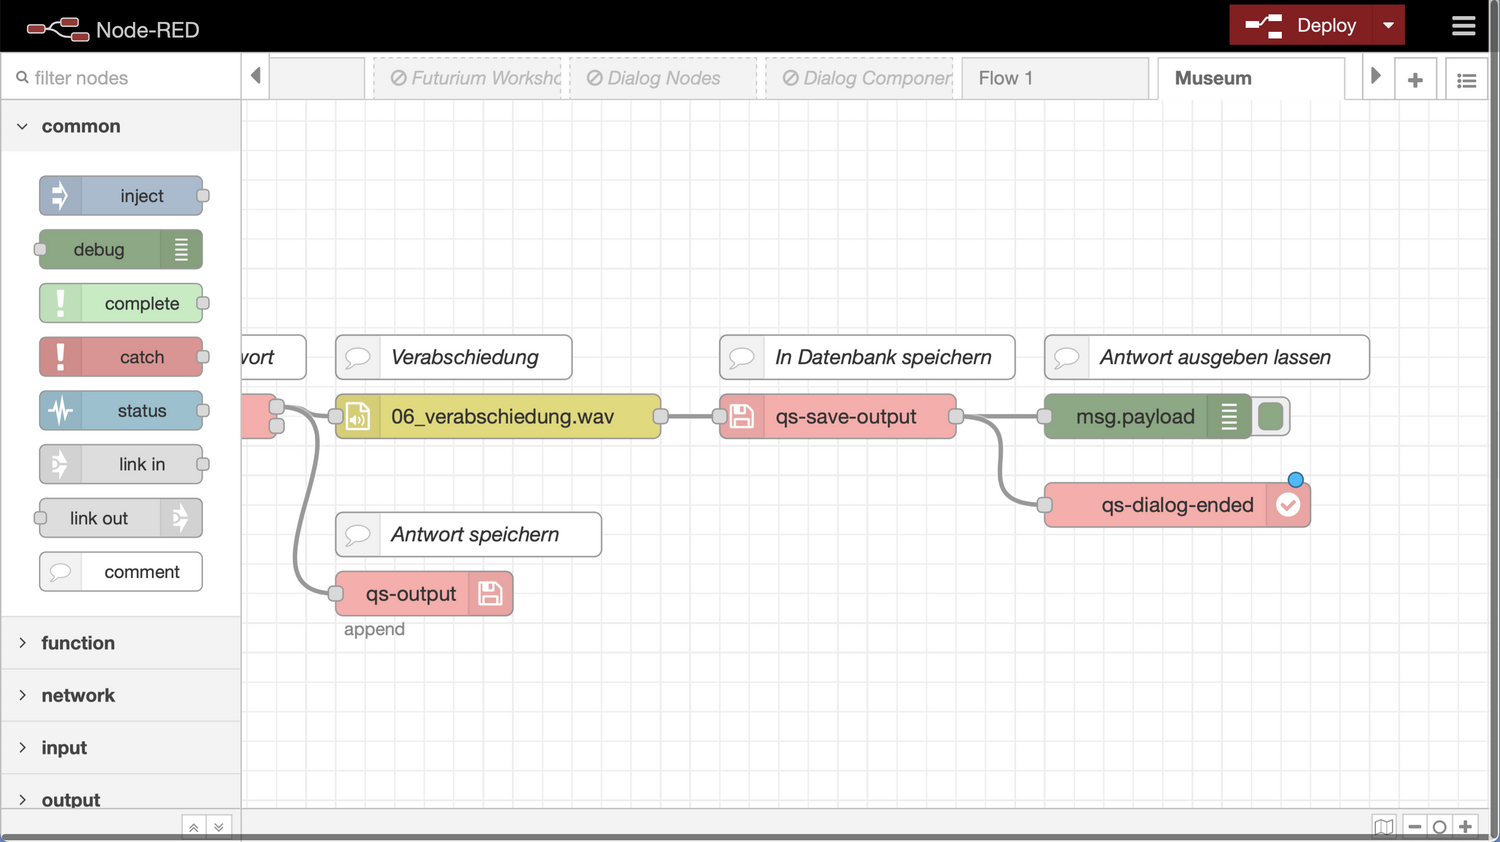 Node-RED
Deploy
filter nodes
Futurium Worksho
Dialog Nodes
Dialog Componer
Flow 1
Museum
common
inject
debug
complete
catch
status
link in
link out
comment
function
network
input
output
vort
Verabschiedung
In Datenbank speichern
Antwort ausgeben lassen
06_verabschiedung.wav
qs-save-output
msg.payload
qs-dialog-ended
Antwort speichern
qs-output
append